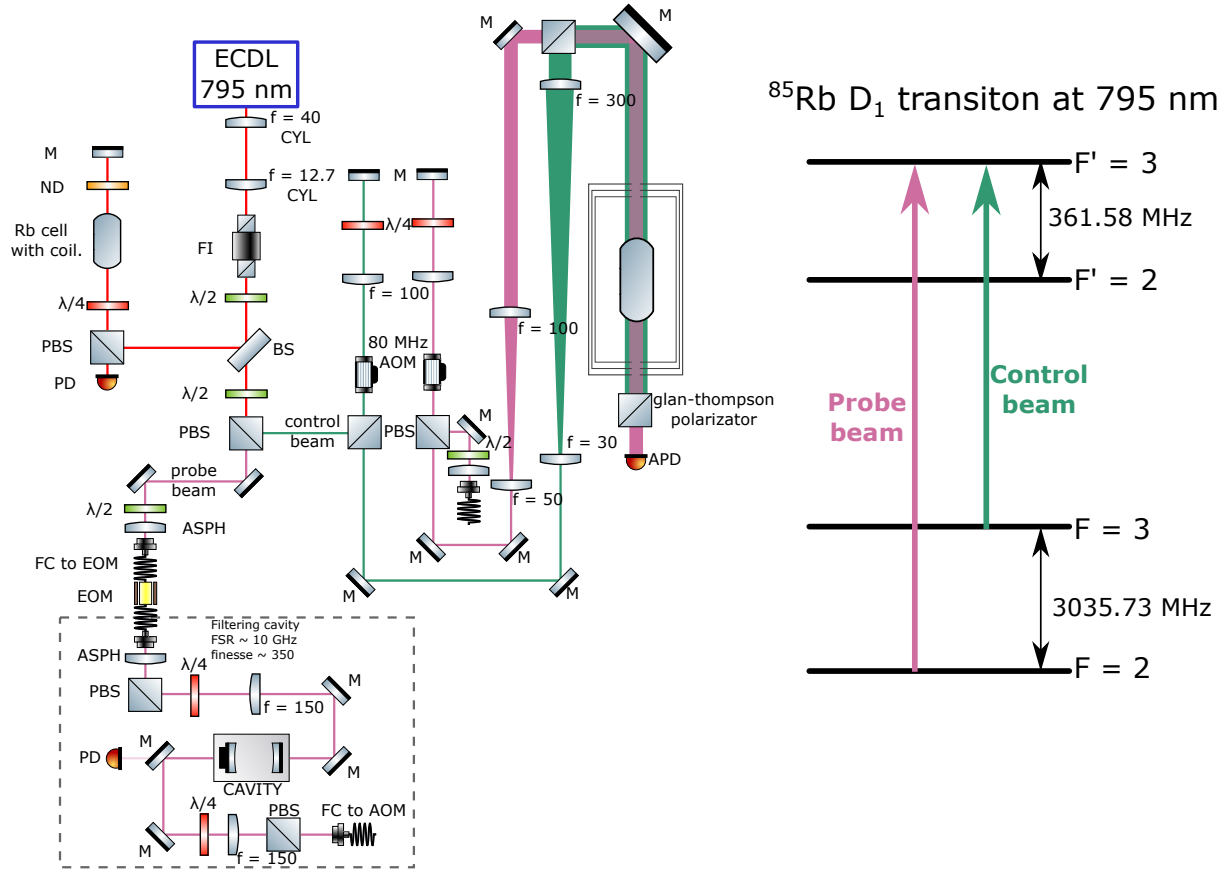 ECDL
795 nm
f = 40
CYL
f = 12.7
CYL
M
ND
Rb cell
with coil.
λ/4
PBS
PD
FI
λ/2
BS
λ/2
PBS
control
beam
probe
beam
λ/2
ASPH
FC to EOM
EOM
ASPH
PBS
Filtering cavity
FSR ~ 10 GHz
finesse ~ 350
λ/4
f = 150
M
M
PD
M
CAVITY
M
λ/4
f = 150
PBS
FC to AOM
M
λ/4
f = 100
80 MHz
AOM
PBS
M
λ/2
M
M
M
M
f = 50
f = 30
f = 100
f = 300
M
M
glan-thompson
polarizator
APD
⁸⁵Rb D₁ transiton at 795 nm
F' = 3
361.58 MHz
F' = 2
Probe
beam
Control
beam
F = 3
3035.73 MHz
F = 2